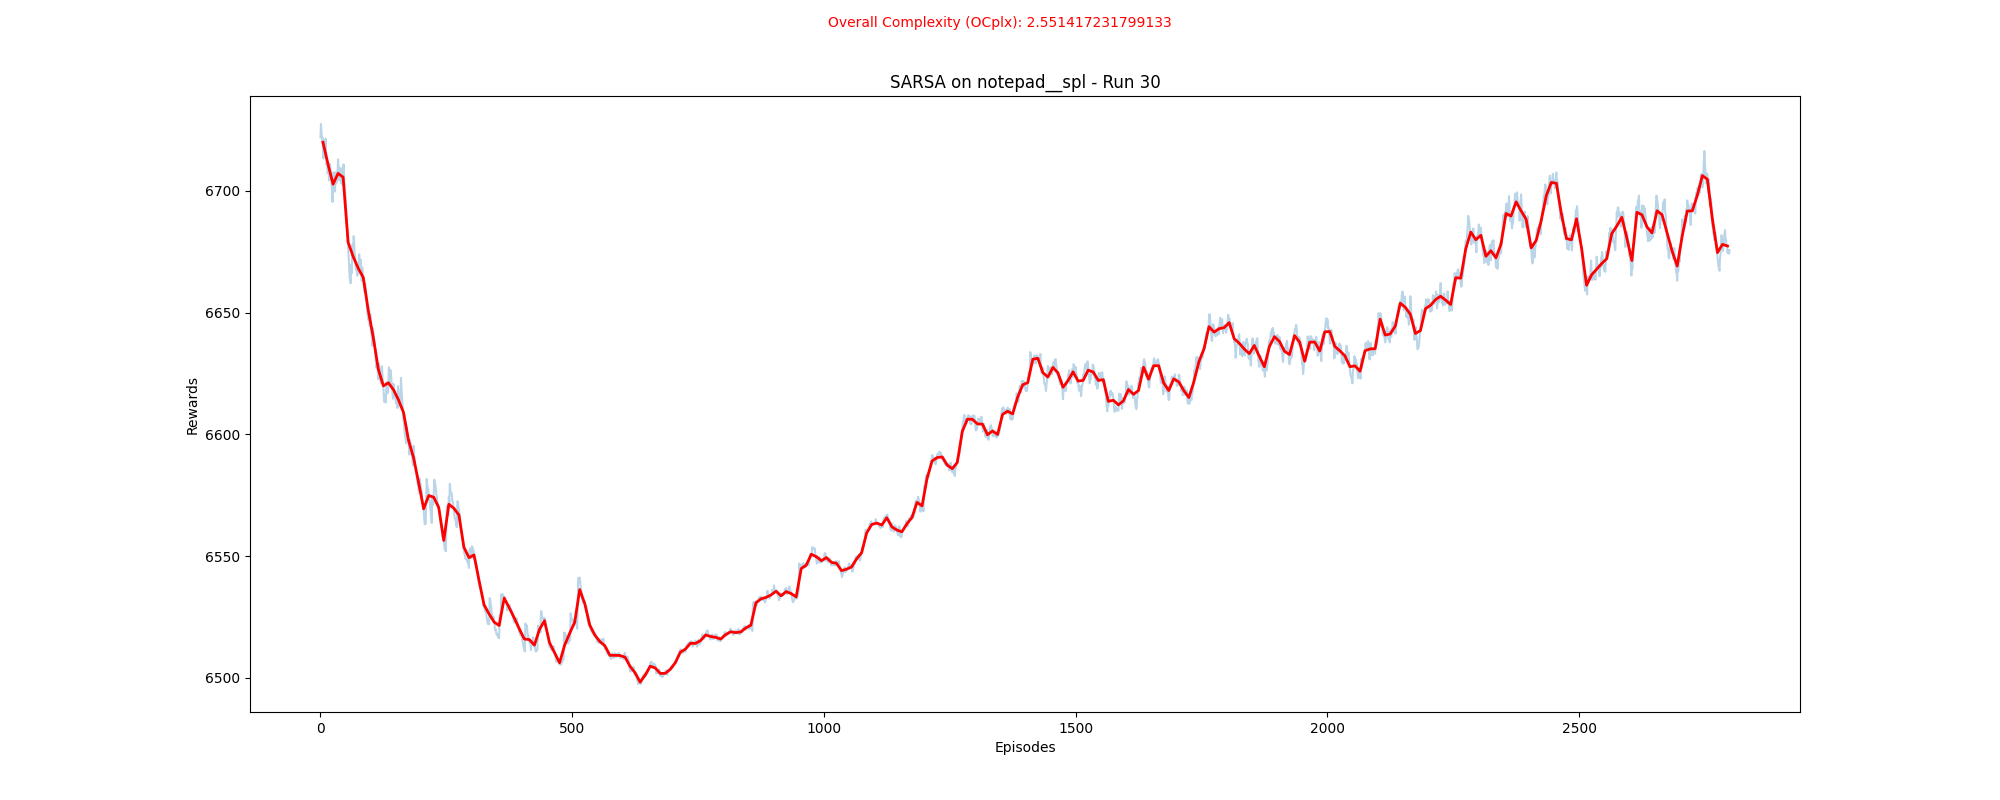 Overall Complexity (OCplx): 2.551417231799133
SARSA on notepad__spl - Run 30
Rewards
6700
6650
6600
6550
6500
0 500 1000 1500 2000 2500
Episodes